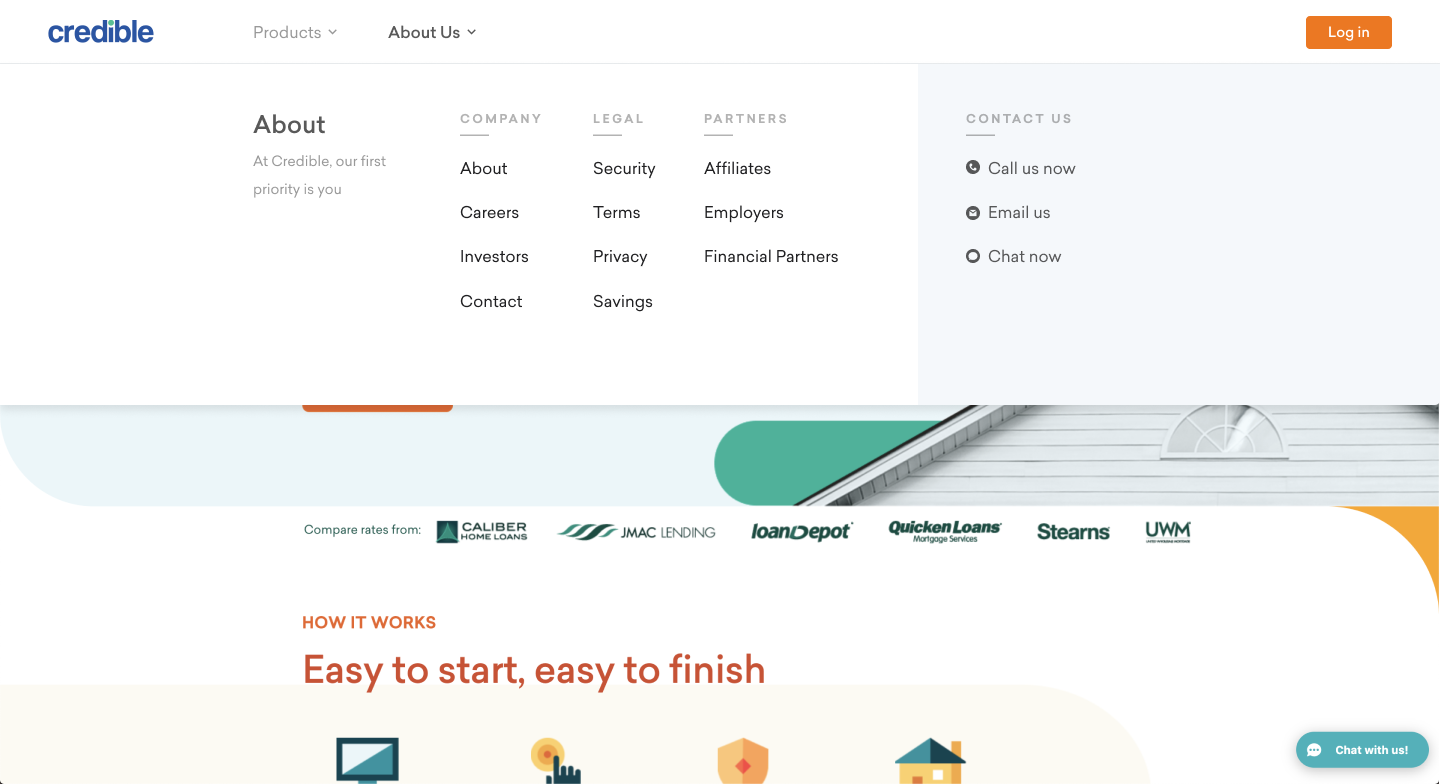 credible
Products
About Us
Log in
About
At Credible, our first
priority is you
COMPANY
About
Careers
Investors
Contact
LEGAL
Security
Terms
Privacy
Savings
PARTNERS
Affiliates
Employers
Financial Partners
CONTACT US
Call us now
Email us
Chat now
Compare rates from:
CALIBER
HOME LOANS
JMAC LENDING
loanDepot
Quicken Loans
Mortgage Services
Stearns
UWM
HOW IT WORKS
Easy to start, easy to finish
Chat with us!